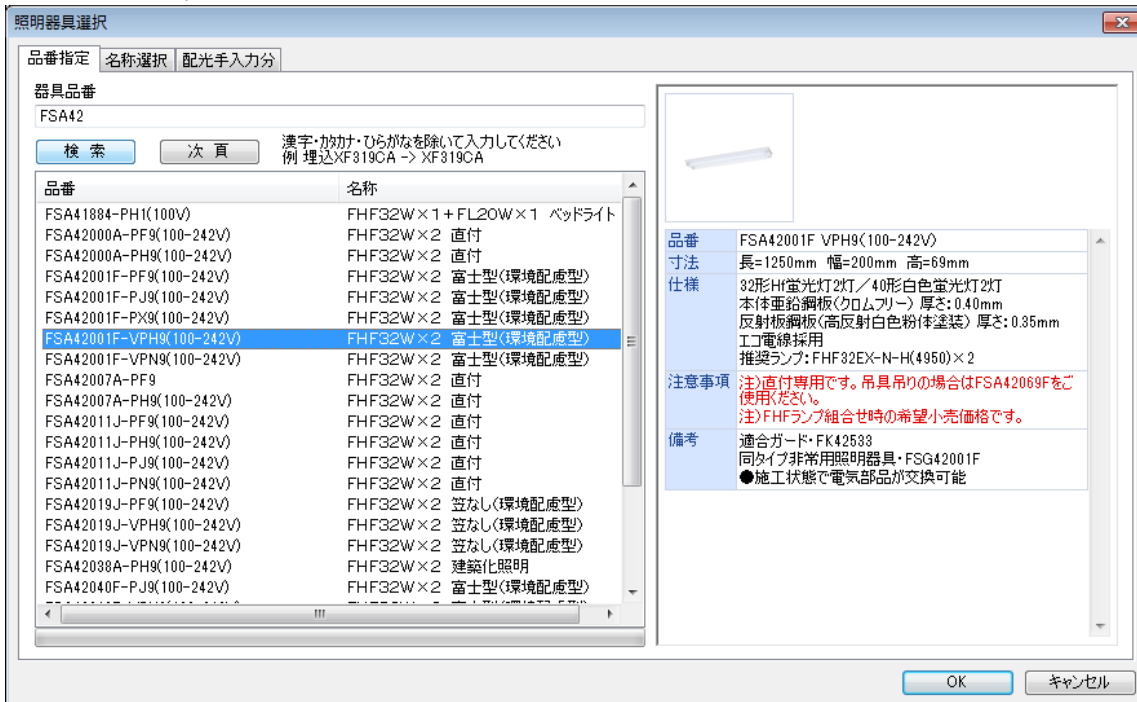 照明器具選択
品番指定 名称選択 配光手入力分
器具品番
FSA42
検索 次頁
漢字・カタカナ・ひらがなを除いて入力してください
例 埋込XF319CA -> XF319CA
品番 名称
FSA41884-PH1(100V) FHF32W×1+FL20W×1 ベッドライト
FSA42000A-PF9(100-242V) FHF32W×2 直付
FSA42000A-PH9(100-242V) FHF32W×2 直付
FSA42001F-PF9(100-242V) FHF32W×2 富士型(環境配慮型)
FSA42001F-PJ9(100-242V) FHF32W×2 富士型(環境配慮型)
FSA42001F-PX9(100-242V) FHF32W×2 富士型(環境配慮型)
FSA42001F-VPH9(100-242V) FHF32W×2 富士型(環境配慮型)
FSA42001F-VPN9(100-242V) FHF32W×2 富士型(環境配慮型)
FSA42007A-PF9 FHF32W×2 直付
FSA42007A-PH9(100-242V) FHF32W×2 直付
FSA42011J-PF9(100-242V) FHF32W×2 直付
FSA42011J-PH9(100-242V) FHF32W×2 直付
FSA42011J-PJ9(100-242V) FHF32W×2 直付
FSA42011J-PN9(100-242V) FHF32W×2 直付
FSA42019J-PF9(100-242V) FHF32W×2 笠なし(環境配慮型)
FSA42019J-VPH9(100-242V) FHF32W×2 笠なし(環境配慮型)
FSA42019J-VPN9(100-242V) FHF32W×2 笠なし(環境配慮型)
FSA42038A-PH9(100-242V) FHF32W×2 建築化照明
FSA42040F-PJ9(100-242V) FHF32W×2 富士型(環境配慮型)
品番 FSA42001F VPH9(100-242V)
寸法 長=1250mm 幅=200mm 高=69mm
仕様 32形Hf蛍光灯2灯/40形白色蛍光灯2灯
本体亜鉛鋼板(クロムフリー) 厚さ:0.40mm
反射板鋼板(高反射白色粉体塗装) 厚さ:0.35mm
エコ電線採用
推奨ランプ:FHF32EX-N-H(4950)×2
注意事項 注)直付専用です。吊具吊りの場合はFSA42069Fをご
使用ください。
注)FHFランプ組合せ時の希望小売価格です。
備考 適合ガード・FK42533
同タイプ非常用照明器具・FSG42001F
●施工状態で電気部品が交換可能
OK キャンセル